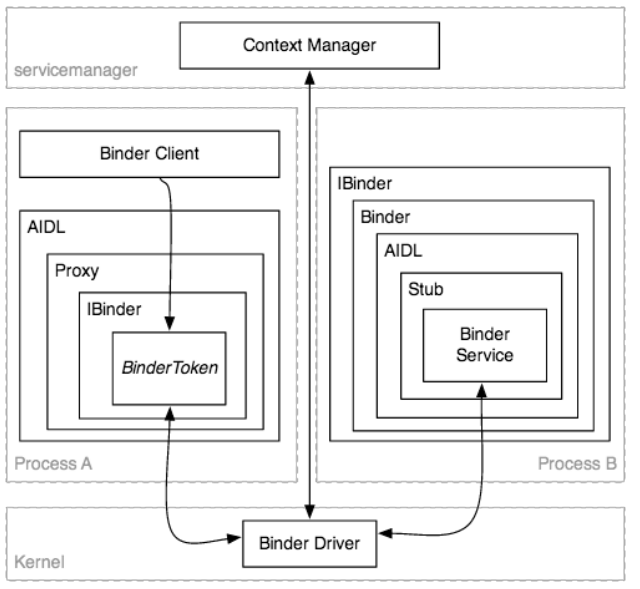 Context Manager
servicemanager
Binder Client
AIDL
Proxy
IBinder
BinderToken
Process A
IBinder
Binder
AIDL
Stub
Binder
Service
Process B
Binder Driver
Kernel